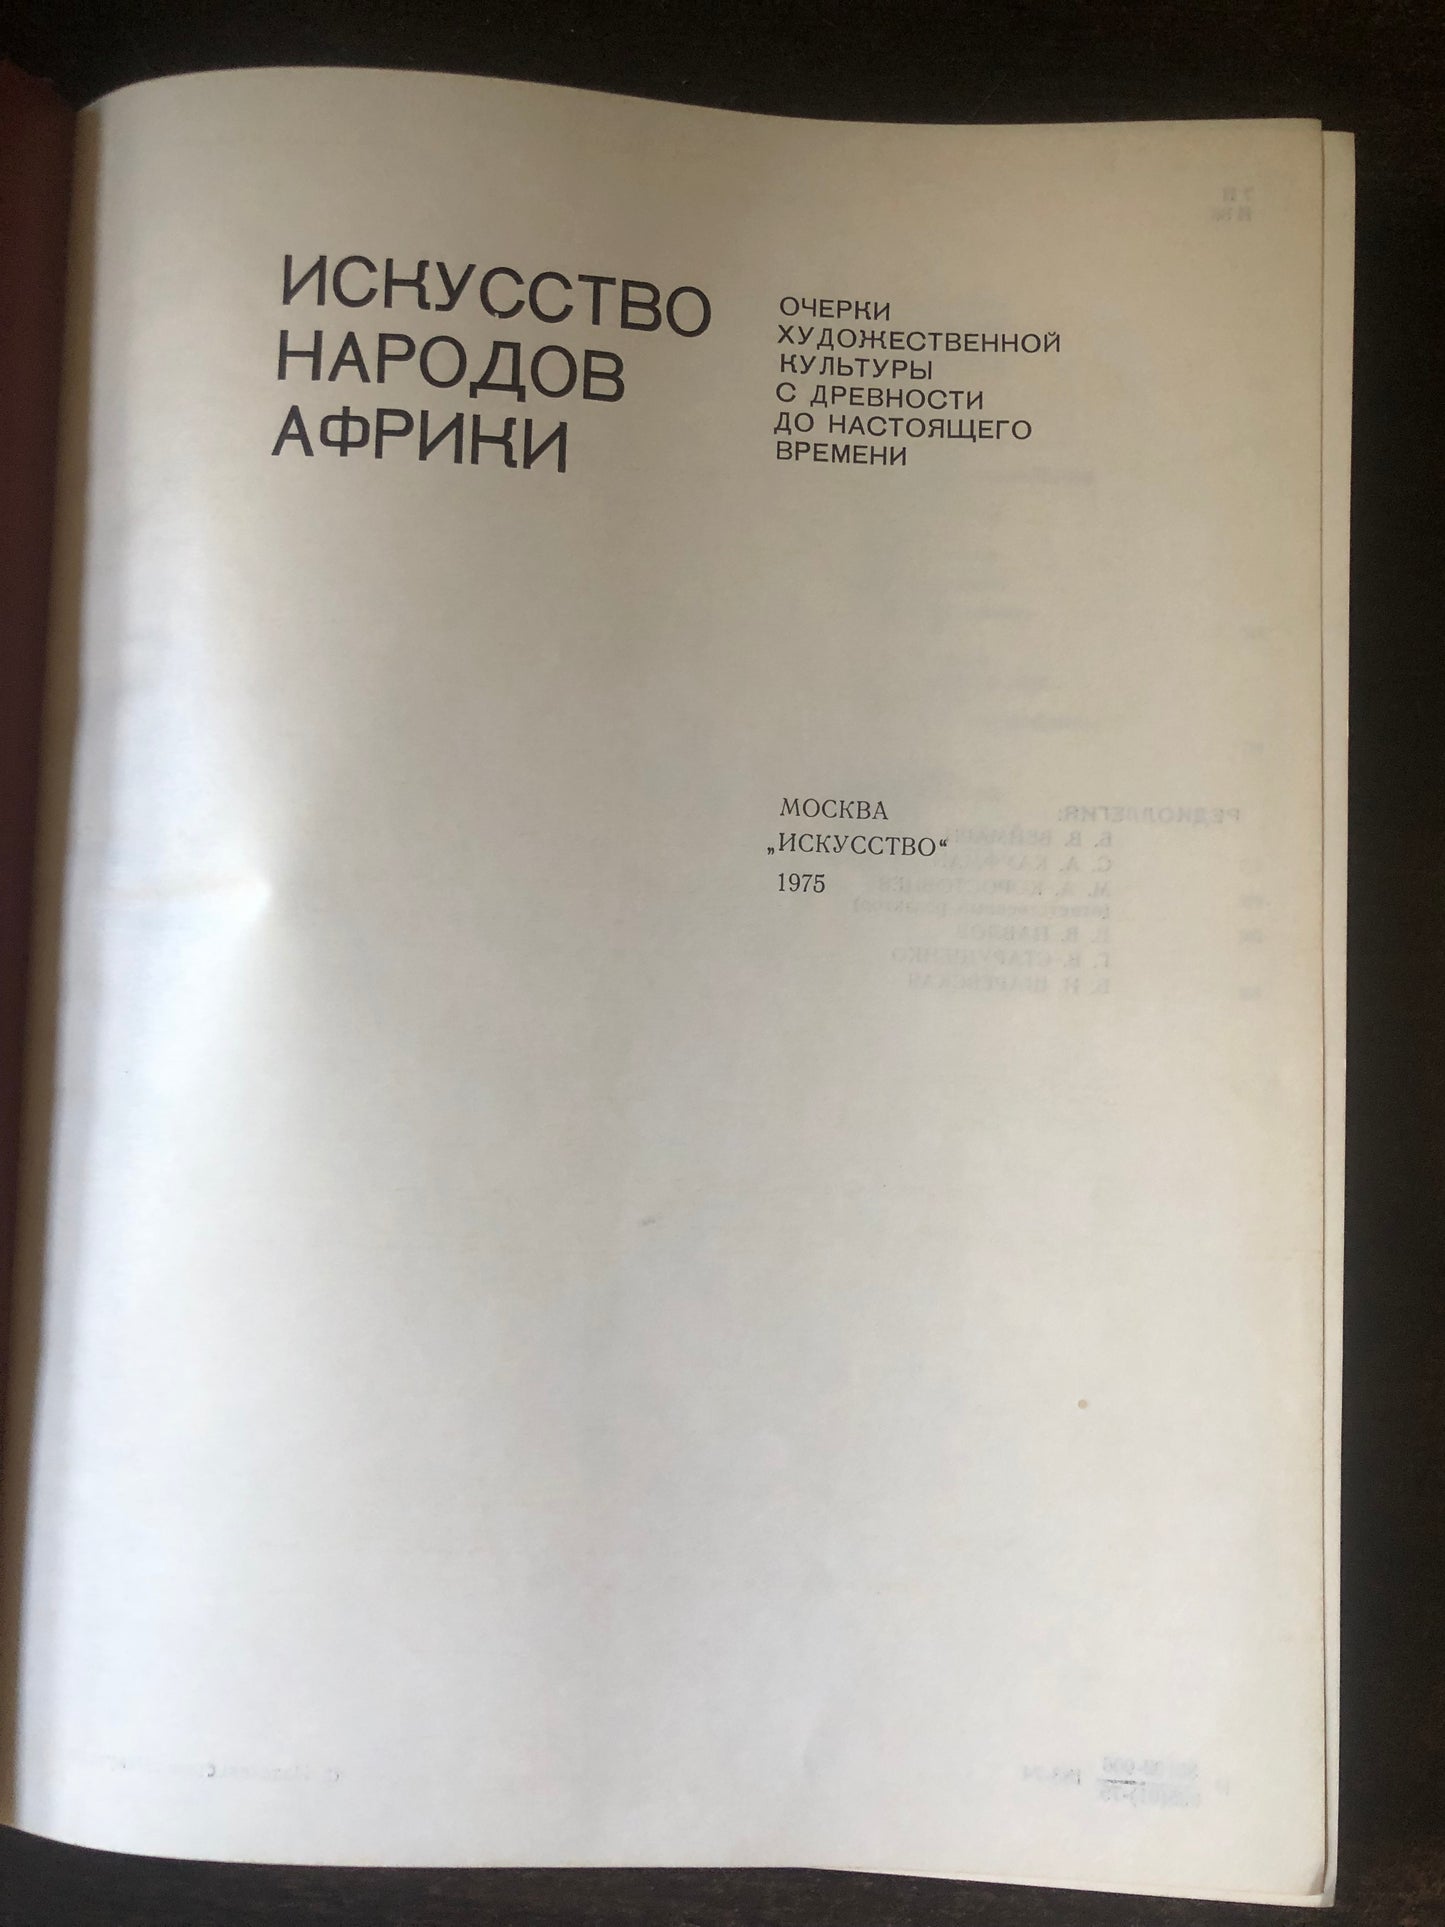 ИСКУССТВО
НАРОДОВ
АФРИКИ
ОЧЕРКИ
ХУДОЖЕСТВЕННОЙ
КУЛЬТУРЫ
С ДРЕВНОСТИ
ДО НАСТОЯЩЕГО
ВРЕМЕНИ
МОСКВА
„ИСКУССТВО“
1975